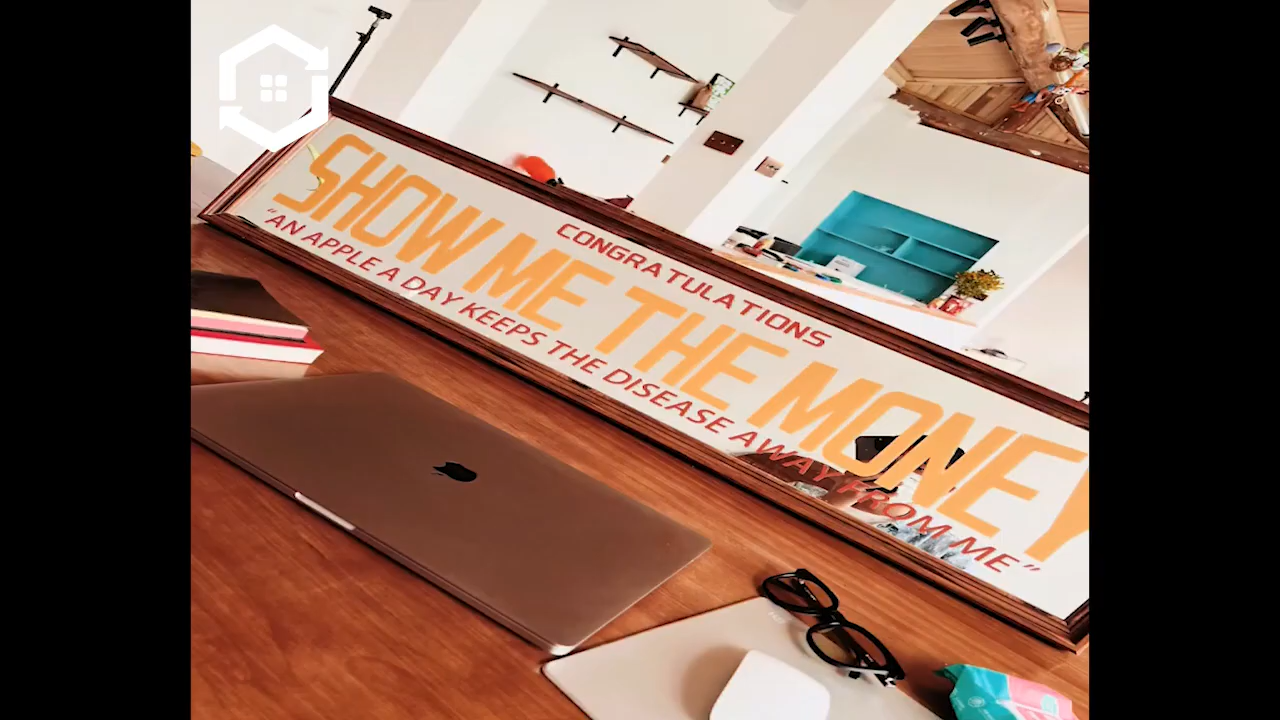 CONGRATULATIONS
SHOW ME THE MONEY
“AN APPLE A DAY KEEPS THE DISEASE AWAY FROM ME”